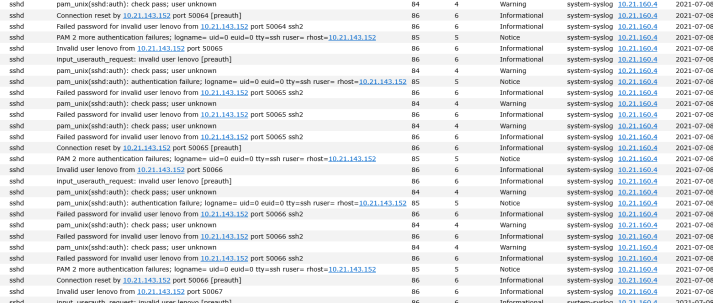 sshd pam_unix(sshd:auth): check pass; user unknown 84 4 Warning system-syslog 10.21.160.4 2021-07-08
sshd Connection reset by 10.21.143.152 port 50064 [preauth] 86 6 Informational system-syslog 10.21.160.4 2021-07-08
sshd Failed password for invalid user lenovo from 10.21.143.152 port 50064 ssh2 86 6 Informational system-syslog 10.21.160.4 2021-07-08
sshd PAM 2 more authentication failures; logname= uid=0 euid=0 tty=ssh ruser= rhost=10.21.143.152 85 5 Notice system-syslog 10.21.160.4 2021-07-08
sshd Invalid user lenovo from 10.21.143.152 port 50065 86 6 Informational system-syslog 10.21.160.4 2021-07-08
sshd input_userauth_request: invalid user lenovo [preauth] 86 6 Informational system-syslog 10.21.160.4 2021-07-08
sshd pam_unix(sshd:auth): check pass; user unknown 84 4 Warning system-syslog 10.21.160.4 2021-07-08
sshd pam_unix(sshd:auth): authentication failure; logname= uid=0 euid=0 tty=ssh ruser= rhost=10.21.143.152 85 5 Notice system-syslog 10.21.160.4 2021-07-08
sshd Failed password for invalid user lenovo from 10.21.143.152 port 50065 ssh2 86 6 Informational system-syslog 10.21.160.4 2021-07-08
sshd pam_unix(sshd:auth): check pass; user unknown 84 4 Warning system-syslog 10.21.160.4 2021-07-08
sshd Failed password for invalid user lenovo from 10.21.143.152 port 50065 ssh2 86 6 Informational system-syslog 10.21.160.4 2021-07-08
sshd pam_unix(sshd:auth): check pass; user unknown 84 4 Warning system-syslog 10.21.160.4 2021-07-08
sshd Failed password for invalid user lenovo from 10.21.143.152 port 50065 ssh2 86 6 Informational system-syslog 10.21.160.4 2021-07-08
sshd Connection reset by 10.21.143.152 port 50065 [preauth] 86 6 Informational system-syslog 10.21.160.4 2021-07-08
sshd PAM 2 more authentication failures; logname= uid=0 euid=0 tty=ssh ruser= rhost=10.21.143.152 85 5 Notice system-syslog 10.21.160.4 2021-07-08
sshd Invalid user lenovo from 10.21.143.152 port 50066 86 6 Informational system-syslog 10.21.160.4 2021-07-08
sshd input_userauth_request: invalid user lenovo [preauth] 86 6 Informational system-syslog 10.21.160.4 2021-07-08
sshd pam_unix(sshd:auth): check pass; user unknown 84 4 Warning system-syslog 10.21.160.4 2021-07-08
sshd pam_unix(sshd:auth): authentication failure; logname= uid=0 euid=0 tty=ssh ruser= rhost=10.21.143.152 85 5 Notice system-syslog 10.21.160.4 2021-07-08
sshd Failed password for invalid user lenovo from 10.21.143.152 port 50066 ssh2 86 6 Informational system-syslog 10.21.160.4 2021-07-08
sshd pam_unix(sshd:auth): check pass; user unknown 84 4 Warning system-syslog 10.21.160.4 2021-07-08
sshd Failed password for invalid user lenovo from 10.21.143.152 port 50066 ssh2 86 6 Informational system-syslog 10.21.160.4 2021-07-08
sshd pam_unix(sshd:auth): check pass; user unknown 84 4 Warning system-syslog 10.21.160.4 2021-07-08
sshd Failed password for invalid user lenovo from 10.21.143.152 port 50066 ssh2 86 6 Informational system-syslog 10.21.160.4 2021-07-08
sshd PAM 2 more authentication failures; logname= uid=0 euid=0 tty=ssh ruser= rhost=10.21.143.152 85 5 Notice system-syslog 10.21.160.4 2021-07-08
sshd Connection reset by 10.21.143.152 port 50066 [preauth] 86 6 Informational system-syslog 10.21.160.4 2021-07-08
sshd Invalid user lenovo from 10.21.143.152 port 50067 86 6 Informational system-syslog 10.21.160.4 2021-07-08
sshd input_userauth_request: invalid user lenovo [preauth] 86 6 Informational system-syslog 10.21.160.4 2021-07-08